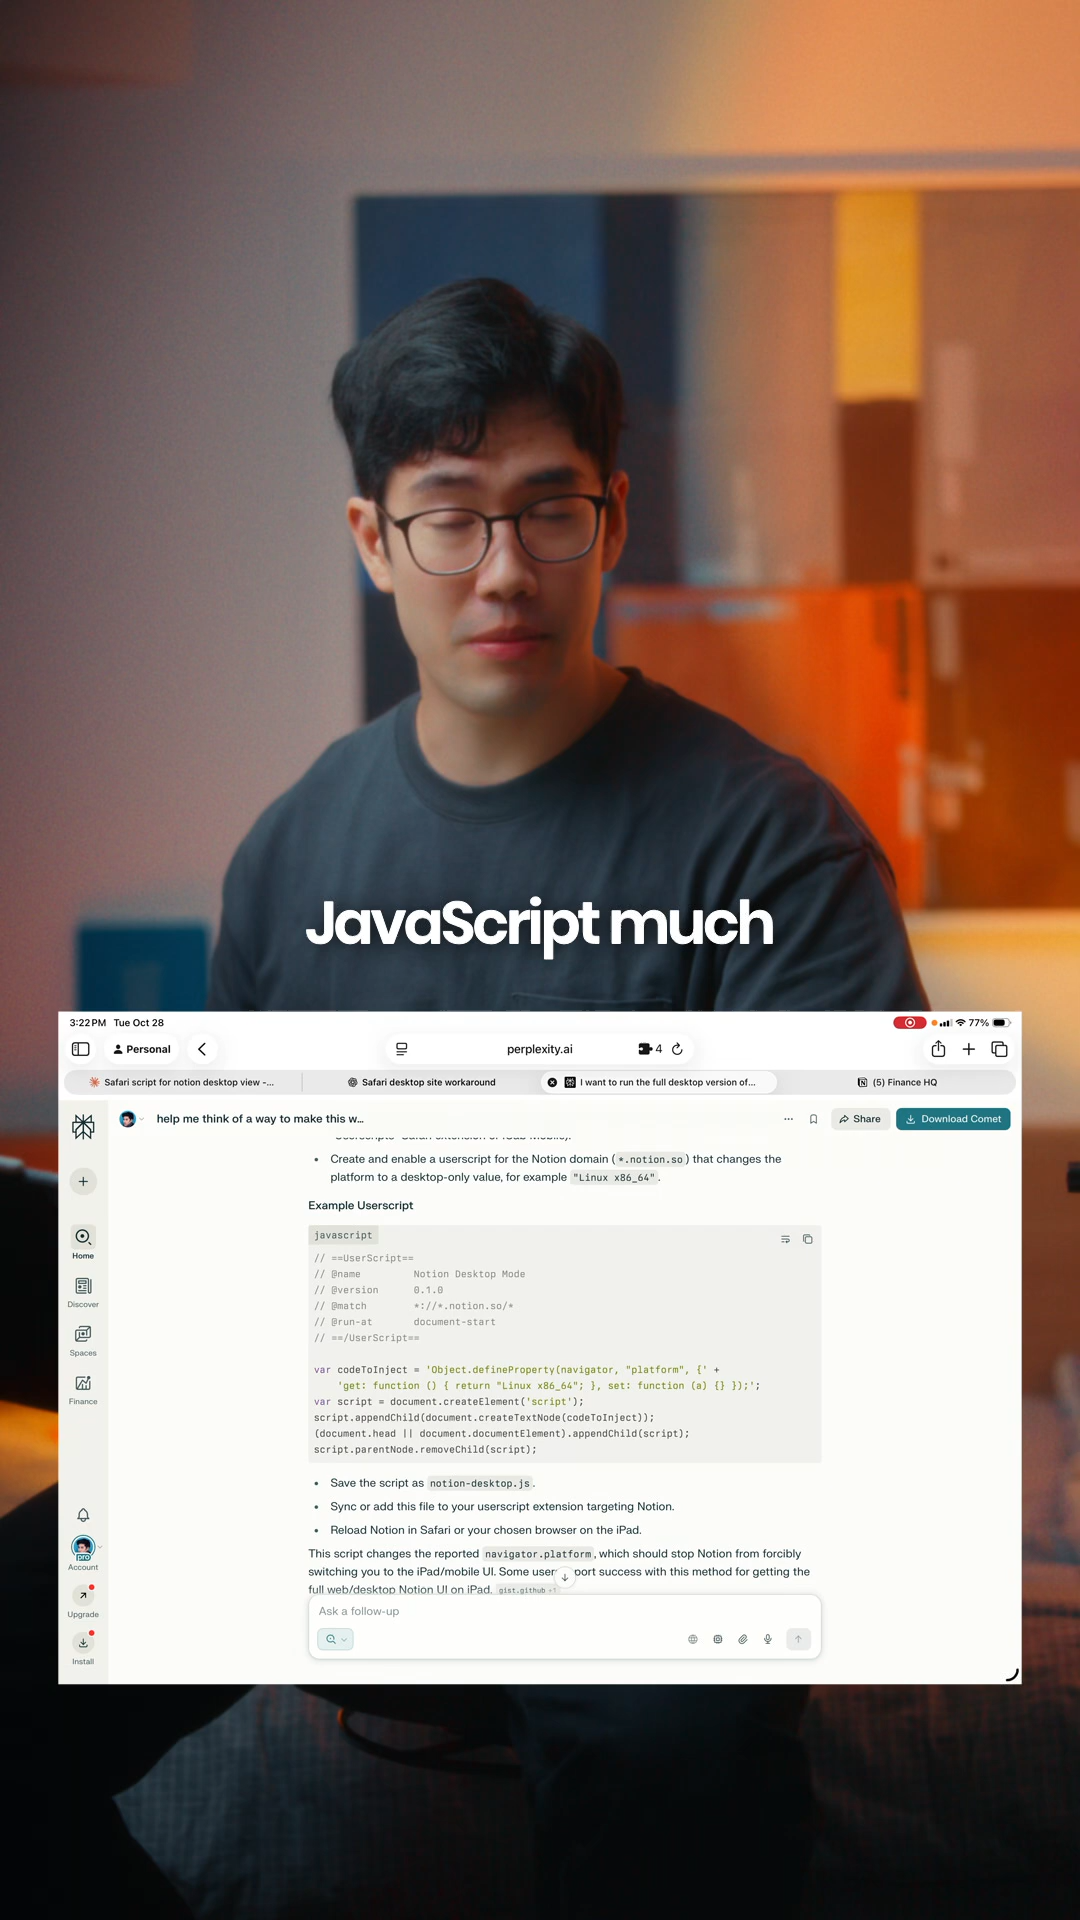 JavaScript much
3:22 PM Tue Oct 28
77%
Personal
perplexity.ai
4
Safari script for notion desktop view -...
Safari desktop site workaround
I want to run the full desktop version of...
(5) Finance HQ
help me think of a way to make this w...
Share
Download Comet
• Create and enable a userscript for the Notion domain ( *.notion.so ) that changes the
platform to a desktop-only value, for example "Linux x86_64" .
Example Userscript
javascript
// ==UserScript==
// @name Notion Desktop Mode
// @version 0.1.0
// @match *://*.notion.so/*
// @run-at document-start
// ==/UserScript==
var codeToInject = 'Object.defineProperty(navigator, "platform", {' +
'get: function () { return "Linux x86_64"; }, set: function (a) {} });';
var script = document.createElement('script');
script.appendChild(document.createTextNode(codeToInject));
(document.head || document.documentElement).appendChild(script);
script.parentNode.removeChild(script);
• Save the script as notion-desktop.js .
• Sync or add this file to your userscript extension targeting Notion.
• Reload Notion in Safari or your chosen browser on the iPad.
This script changes the reported navigator.platform , which should stop Notion from forcibly
switching you to the iPad/mobile UI. Some user port success with this method for getting the
full web/desktop Notion UI on iPad. gist.github +1
Ask a follow-up
Home
Discover
Spaces
Finance
pro
Account
Upgrade
Install